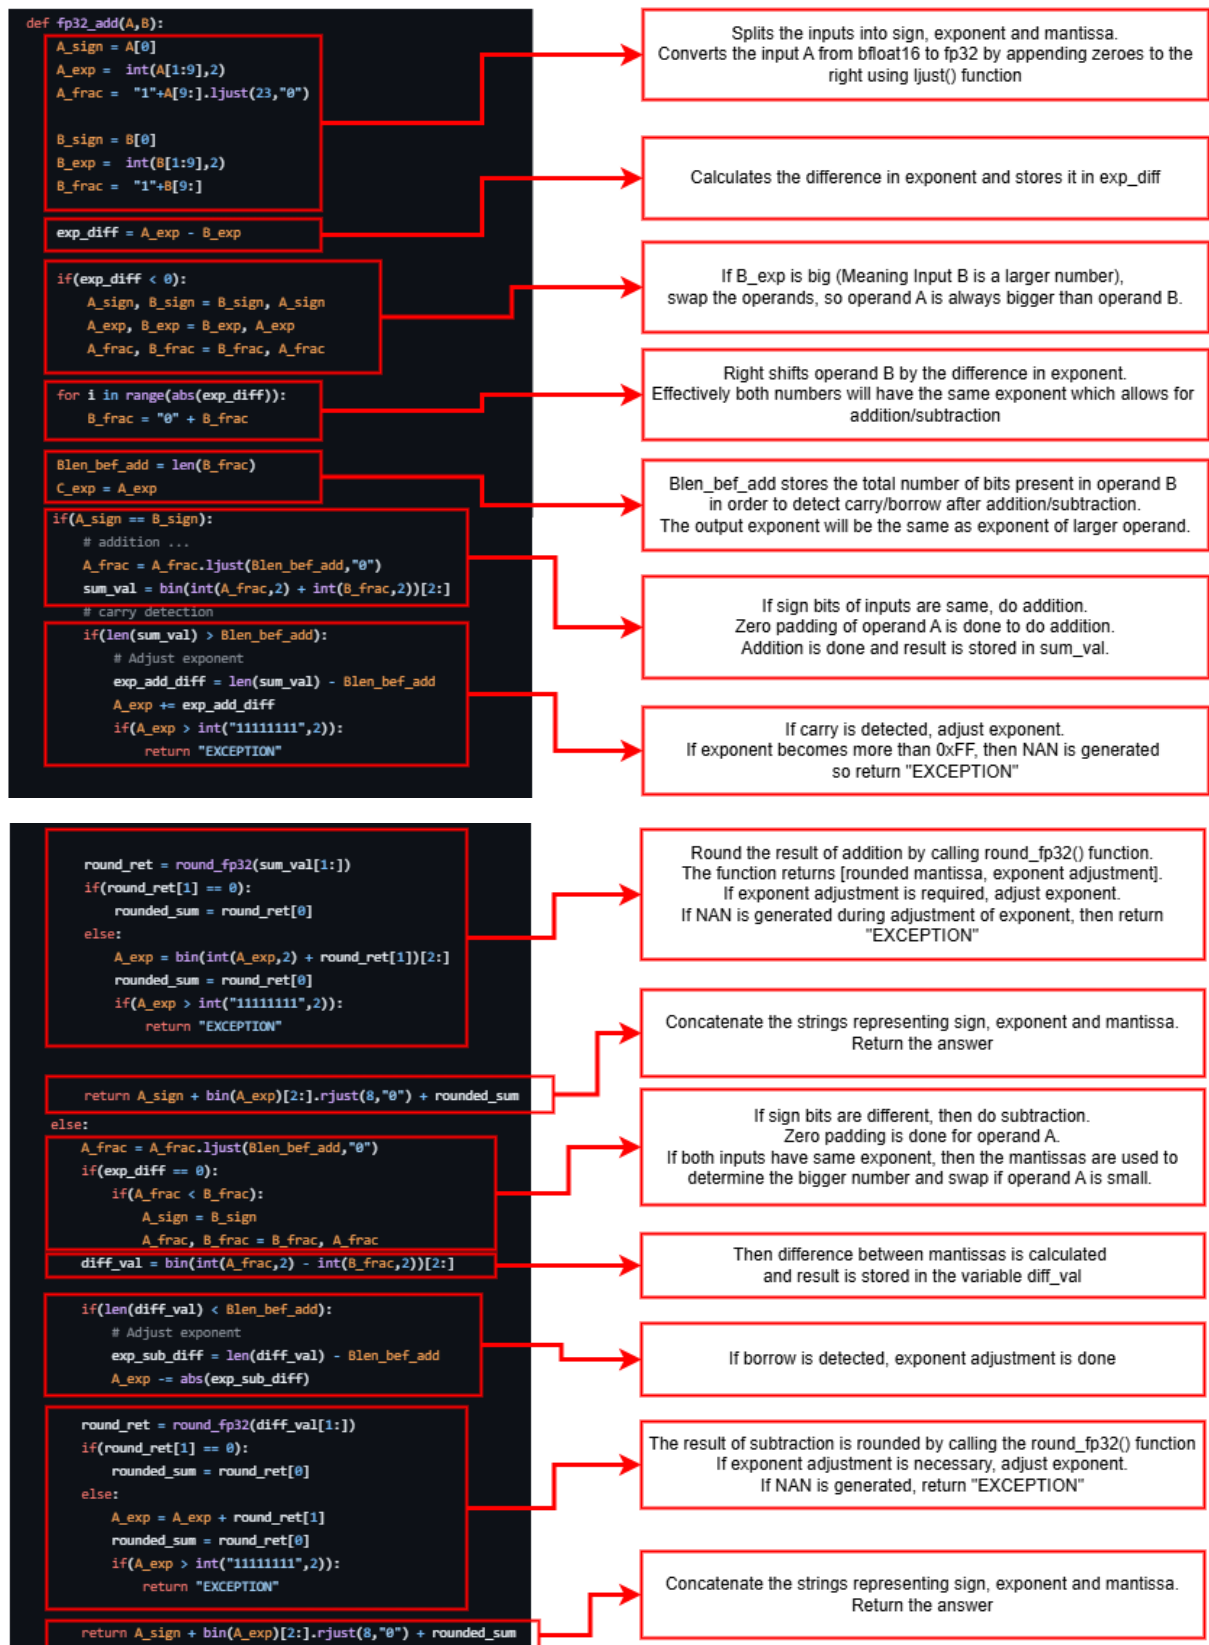 def fp32_add(A,B):
A_sign = A[0]
A_exp =  int(A[1:9],2)
A_frac =  "1"+A[9:].ljust(23,"0")
B_sign = B[0]
B_exp =  int(B[1:9],2)
B_frac =  "1"+B[9:]
Splits the inputs into sign, exponent and mantissa.
Converts the input A from bfloat16 to fp32 by appending zeroes to the
right using ljust() function
exp_diff = A_exp - B_exp
Calculates the difference in exponent and stores it in exp_diff
if(exp_diff < 0):
A_sign, B_sign = B_sign, A_sign
A_exp, B_exp = B_exp, A_exp
A_frac, B_frac = B_frac, A_frac
If B_exp is big (Meaning Input B is a larger number),
swap the operands, so operand A is always bigger than operand B.
for i in range(abs(exp_diff)):
B_frac = "0" + B_frac
Right shifts operand B by the difference in exponent.
Effectively both numbers will have the same exponent which allows for
addition/subtraction
Blen_bef_add = len(B_frac)
C_exp = A_exp
Blen_bef_add stores the total number of bits present in operand B
in order to detect carry/borrow after addition/subtraction.
The output exponent will be the same as exponent of larger operand.
if(A_sign == B_sign):
# addition ...
A_frac = A_frac.ljust(Blen_bef_add,"0")
sum_val = bin(int(A_frac,2) + int(B_frac,2))[2:]
If sign bits of inputs are same, do addition.
Zero padding of operand A is done to do addition.
Addition is done and result is stored in sum_val.
# carry detection
if(len(sum_val) > Blen_bef_add):
# Adjust exponent
exp_add_diff = len(sum_val) - Blen_bef_add
A_exp += exp_add_diff
if(A_exp > int("11111111",2)):
return "EXCEPTION"
If carry is detected, adjust exponent.
If exponent becomes more than 0xFF, then NAN is generated
so return "EXCEPTION"
round_ret = round_fp32(sum_val[1:])
if(round_ret[1] == 0):
rounded_sum = round_ret[0]
else:
A_exp = bin(int(A_exp,2) + round_ret[1])[2:]
rounded_sum = round_ret[0]
if(A_exp > int("11111111",2)):
return "EXCEPTION"
Round the result of addition by calling round_fp32() function.
The function returns [rounded mantissa, exponent adjustment].
If exponent adjustment is required, adjust exponent.
If NAN is generated during adjustment of exponent, then return
"EXCEPTION"
return A_sign + bin(A_exp)[2:].rjust(8,"0") + rounded_sum
Concatenate the strings representing sign, exponent and mantissa.
Return the answer
else:
A_frac = A_frac.ljust(Blen_bef_add,"0")
if(exp_diff == 0):
if(A_frac < B_frac):
A_sign = B_sign
A_frac, B_frac = B_frac, A_frac
If sign bits are different, then do subtraction.
Zero padding is done for operand A.
If both inputs have same exponent, then the mantissas are used to
determine the bigger number and swap if operand A is small.
diff_val = bin(int(A_frac,2) - int(B_frac,2))[2:]
Then difference between mantissas is calculated
and result is stored in the variable diff_val
if(len(diff_val) < Blen_bef_add):
# Adjust exponent
exp_sub_diff = len(diff_val) - Blen_bef_add
A_exp -= abs(exp_sub_diff)
If borrow is detected, exponent adjustment is done
round_ret = round_fp32(diff_val[1:])
if(round_ret[1] == 0):
rounded_sum = round_ret[0]
else:
A_exp = A_exp + round_ret[1]
rounded_sum = round_ret[0]
if(A_exp > int("11111111",2)):
return "EXCEPTION"
The result of subtraction is rounded by calling the round_fp32() function
If exponent adjustment is necessary, adjust exponent.
If NAN is generated, return "EXCEPTION"
return A_sign + bin(A_exp)[2:].rjust(8,"0") + rounded_sum
Concatenate the strings representing sign, exponent and mantissa.
Return the answer